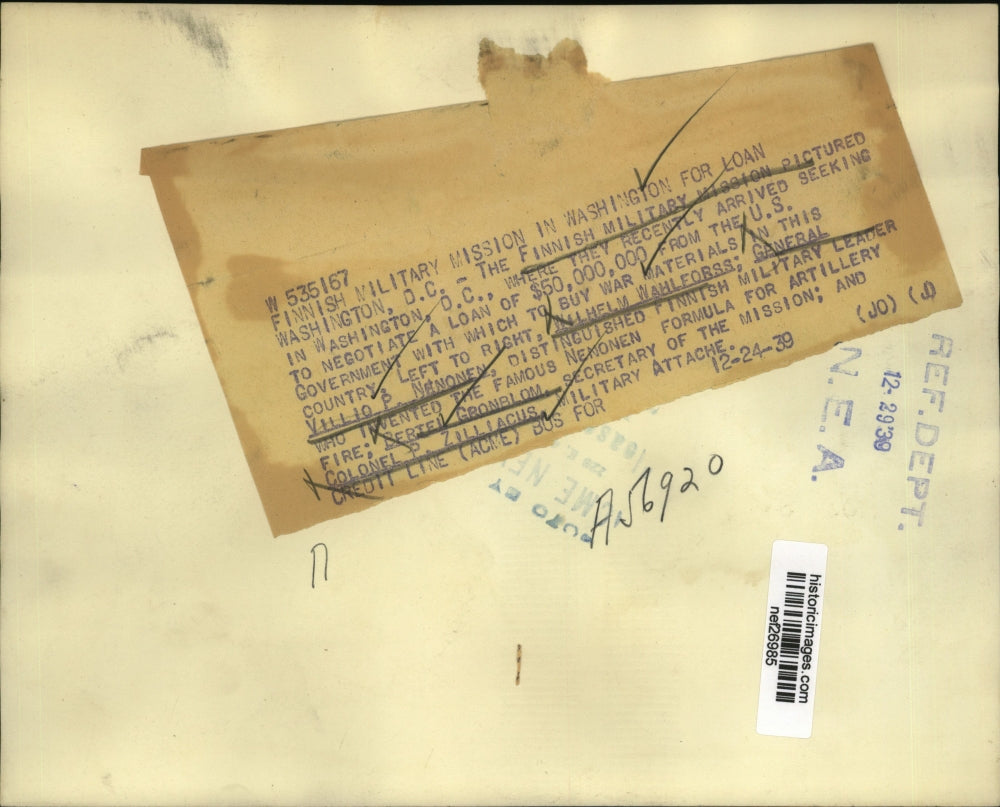 W 535167
FINNISH MILITARY MISSION IN WASHINGTON FOR LOAN
WASHINGTON, D.C. - THE FINNISH MILITARY MISSION PICTURED
IN WASHINGTON, D.C., WHERE THEY RECENTLY ARRIVED SEEKING
TO NEGOTIATE A LOAN OF $50,000,000 FROM THE U.S.
GOVERNMENT WITH WHICH TO BUY WAR MATERIALS IN THIS
COUNTRY, LEFT TO RIGHT, WILHELM WAHLFORSS; GENERAL
VILLIO P. NENONEN, DISTINGUISHED FINNISH MILITARY LEADER
WHO INVENTED THE FAMOUS NENONEN FORMULA FOR ARTILLERY
FIRE; BERTEL GRONBLOM, SECRETARY OF THE MISSION; AND
COLONEL P. ZILLIACUS, MILITARY ATTACHE.
CREDIT LINE (ACME) BUS FOR 12-24-39 (JO) (J)
REF. DEPT.
12-29 39
N.E.A.
A56920
historicimages.com
nef26985